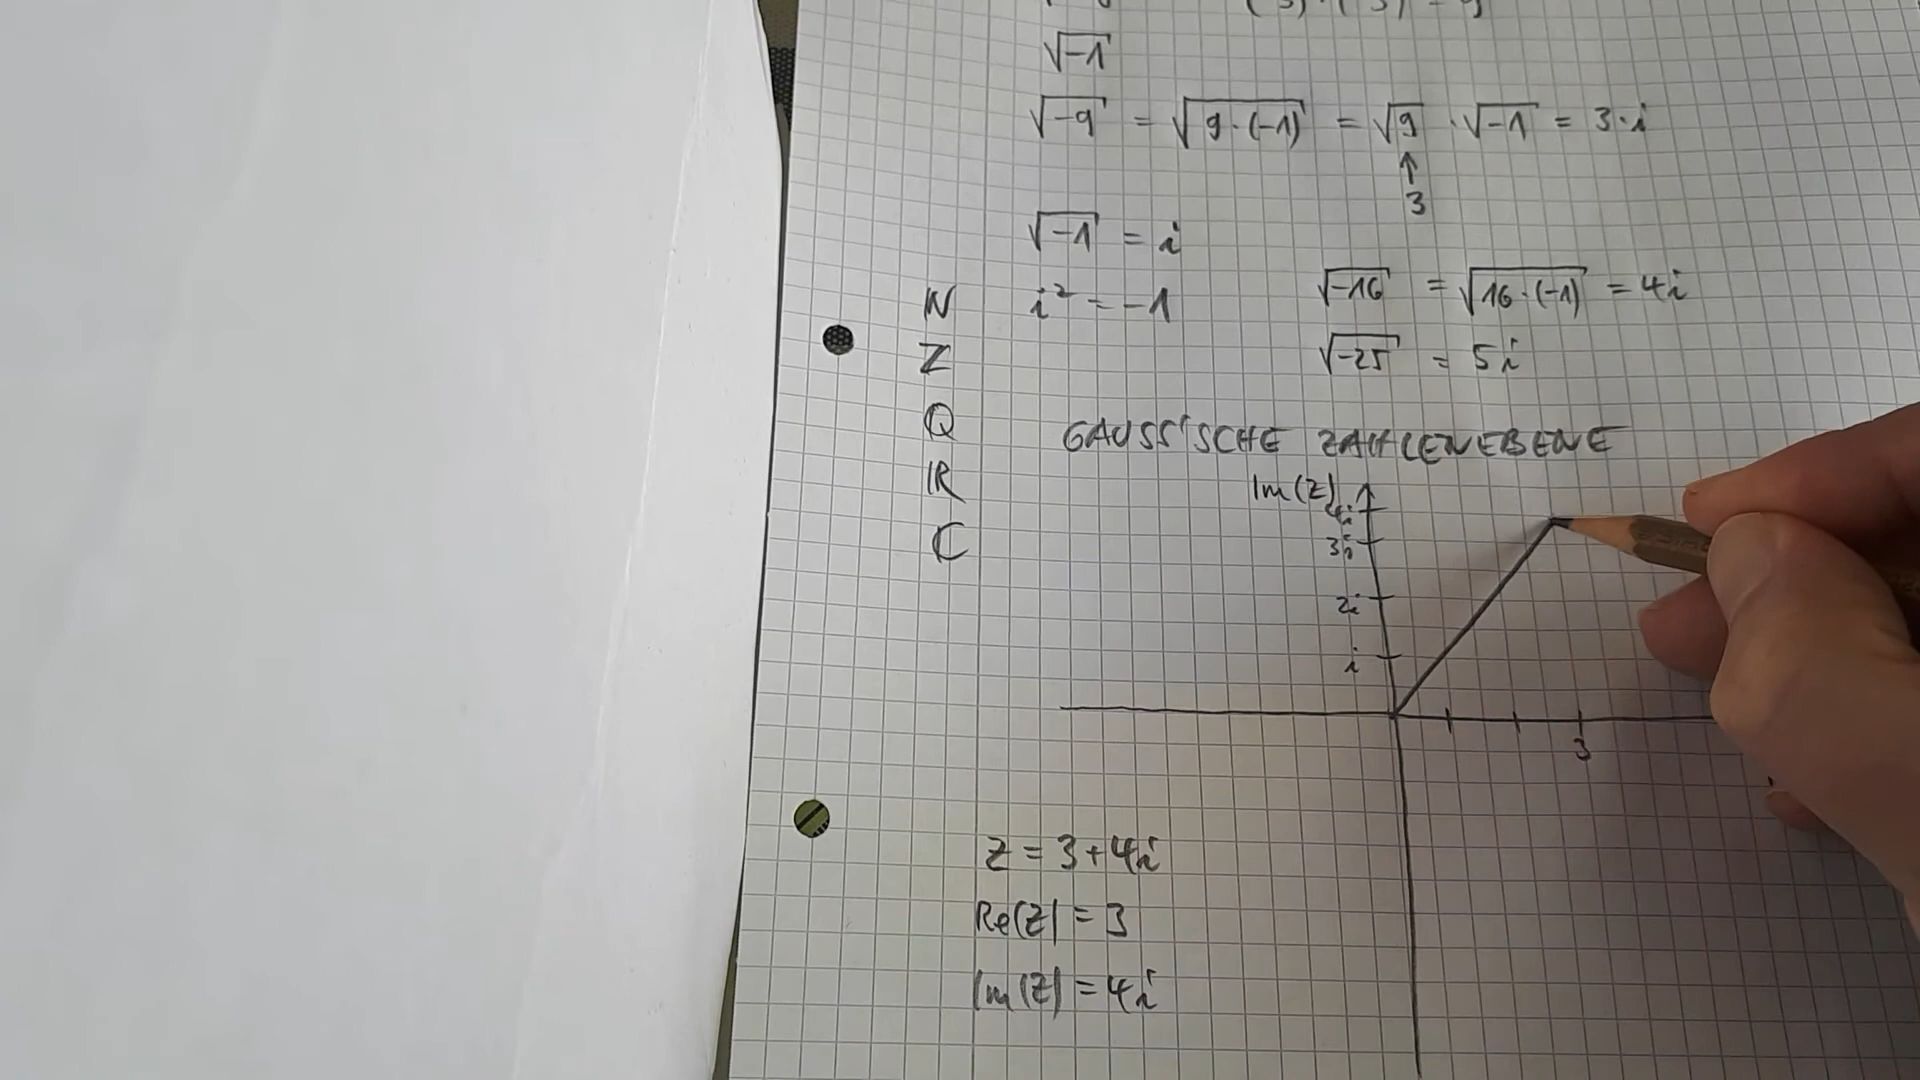 √-1
√-9 = √9·(-1) = √9 · √-1 = 3·i
↑
3
√-1 = i
ℕ i² = -1
√-16 = √16·(-1) = 4i
ℤ
√-25 = 5i
ℚ
GAUSS'SCHE ZAHLENEBENE
ℝ
Im(z)
4i
ℂ
3i
2i
i
3
z = 3+4i
Re(z) = 3
Im(z) = 4i